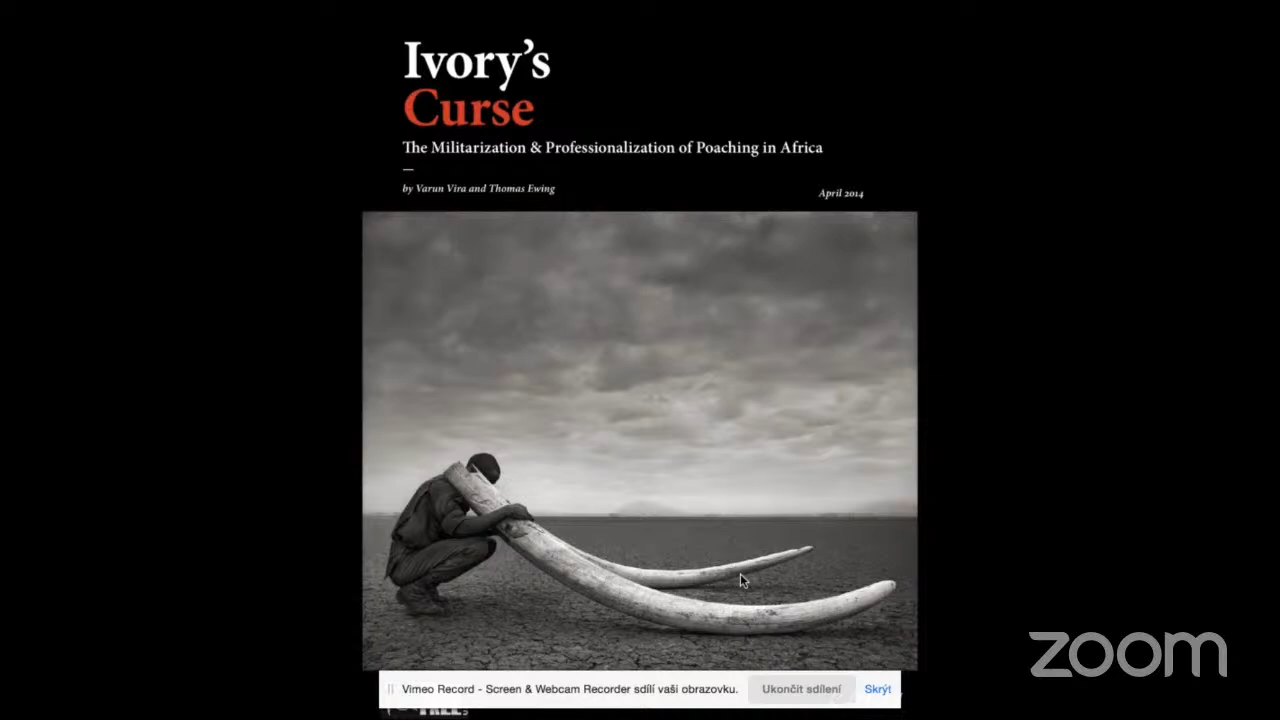 Ivory's
Curse
The Militarization & Professionalization of Poaching in Africa
by Varun Vira and Thomas Ewing
April 2014
Vimeo Record - Screen & Webcam Recorder sdílí vaši obrazovku. Ukončit sdílení Skrýt
zoom